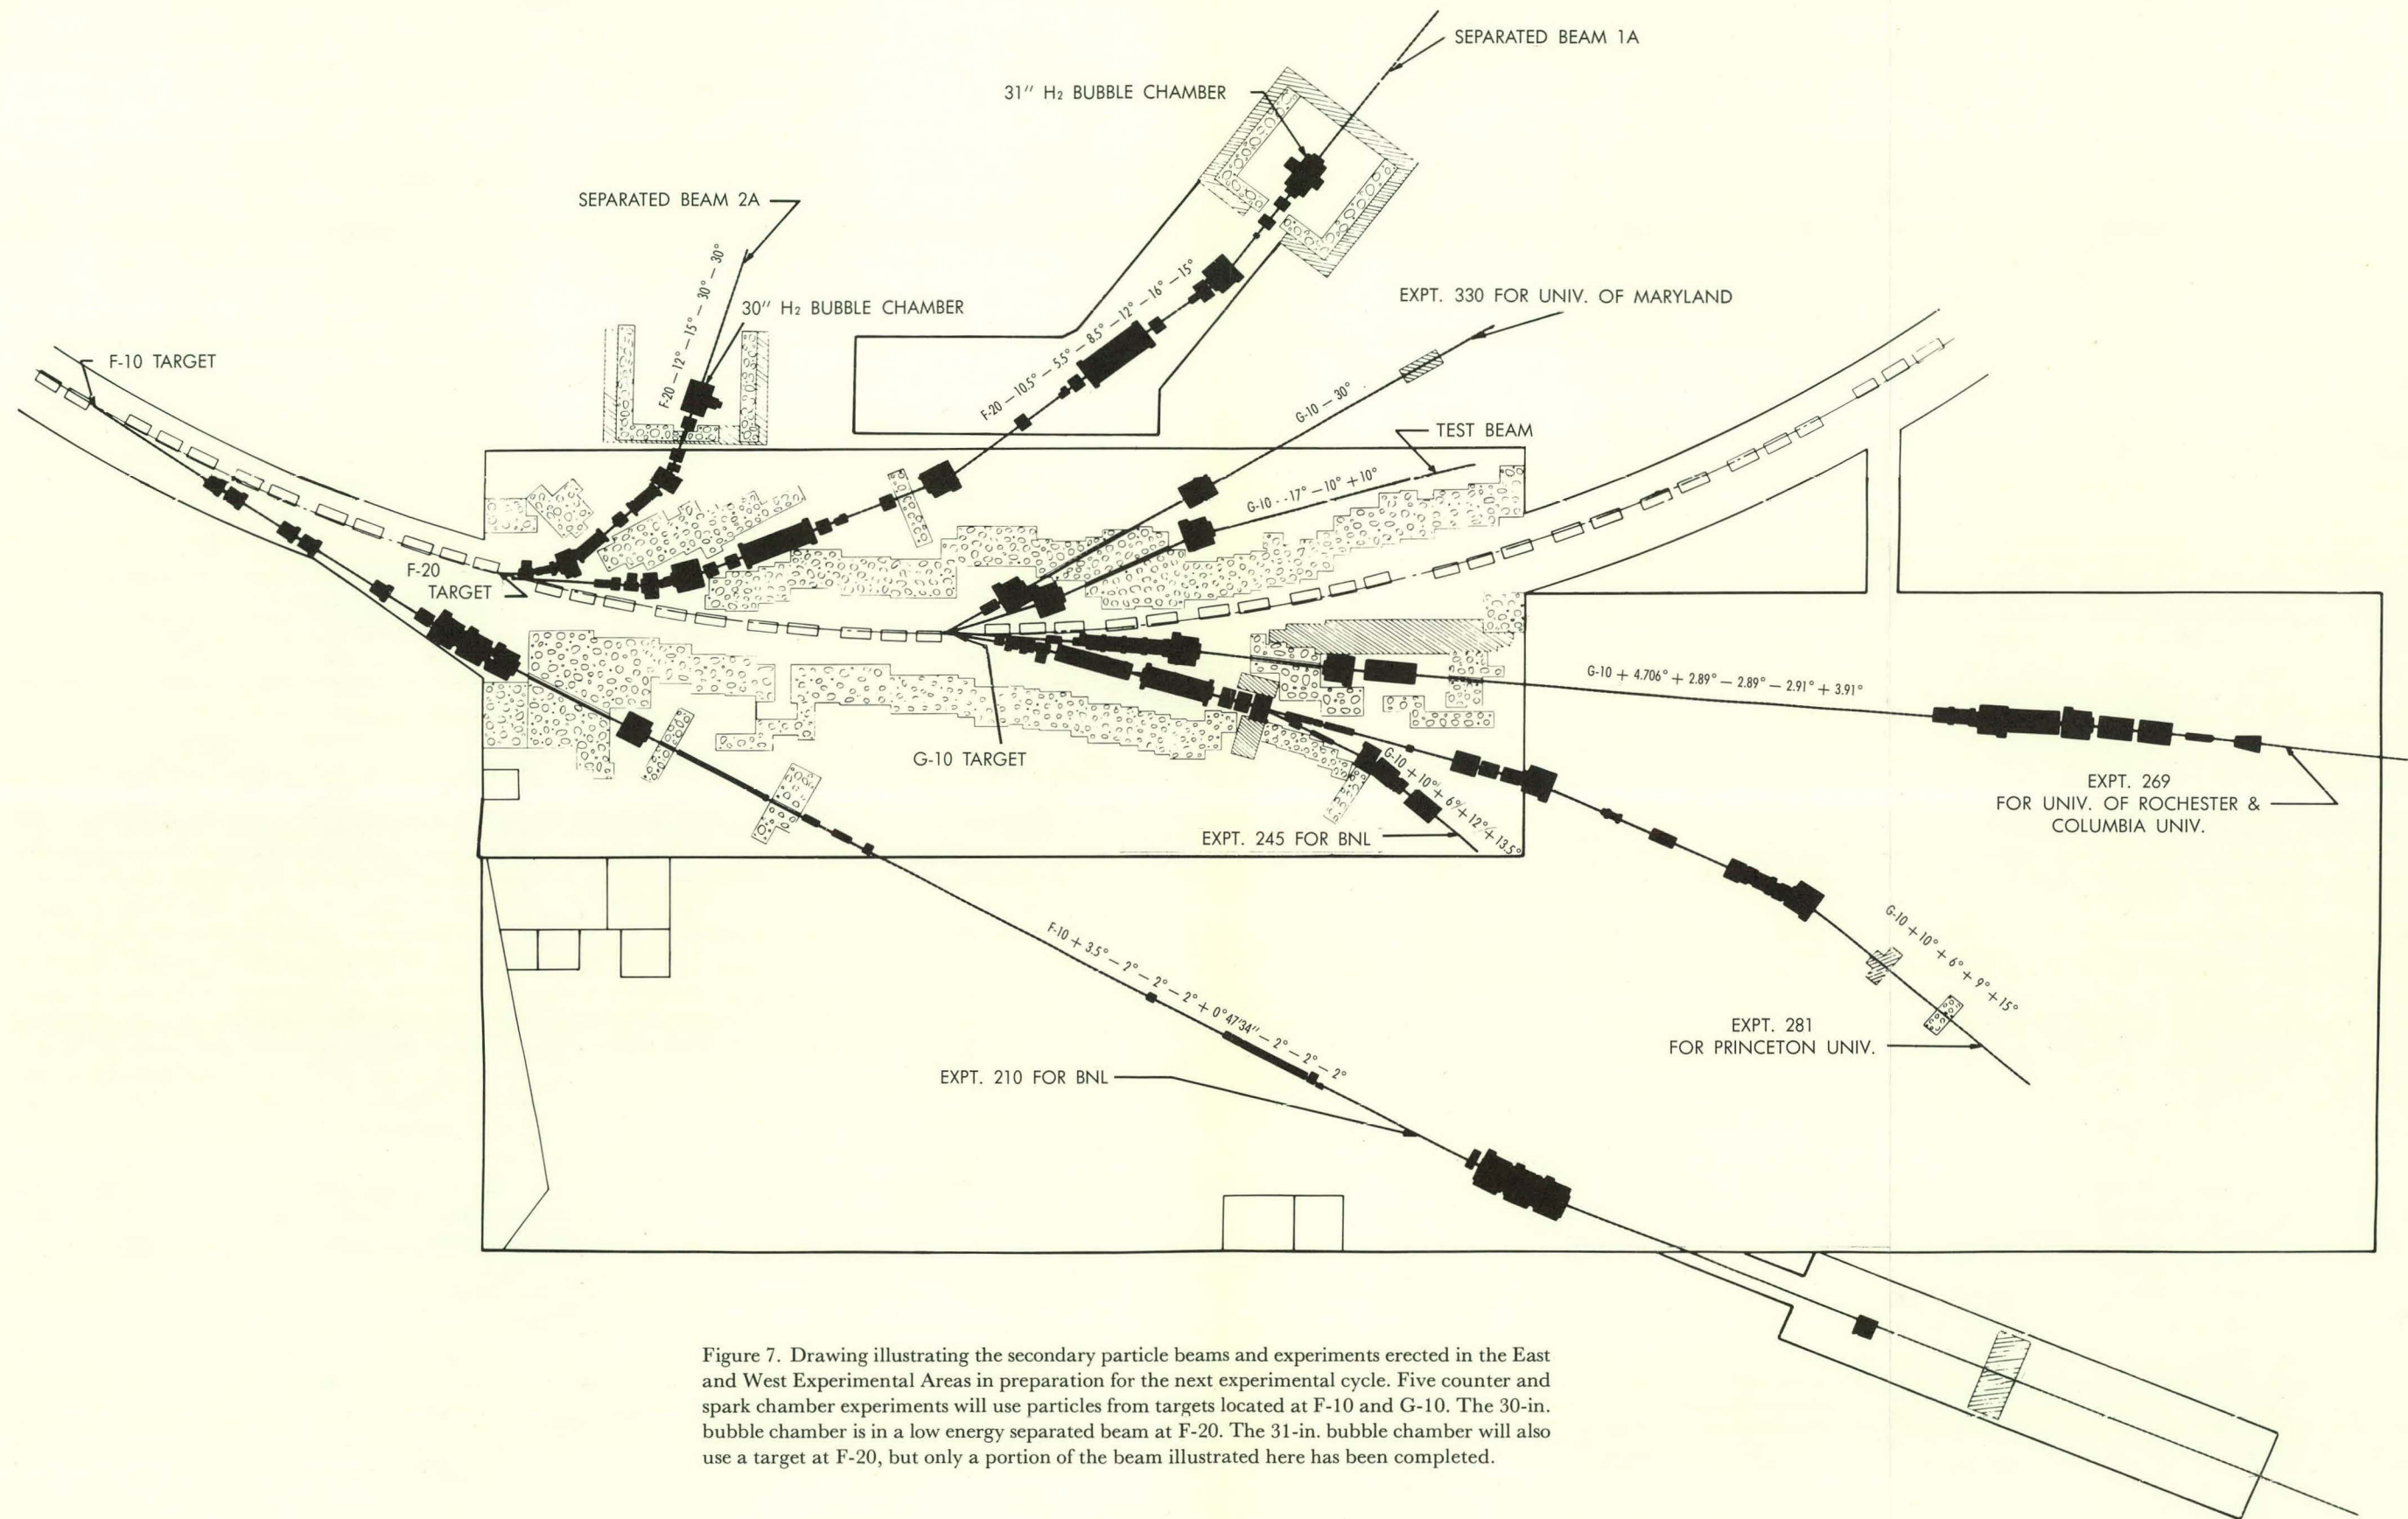 SEPARATED BEAM 1A
31″ H₂ BUBBLE CHAMBER
SEPARATED BEAM 2A
F-20 — 12° — 15° — 30° — 30°
30″ H₂ BUBBLE CHAMBER
F-20 — 10.5° — 5.5° — 8.5° — 12° — 16° — 15°
EXPT. 330 FOR UNIV. OF MARYLAND
F-10 TARGET
G-10 — 30°
TEST BEAM
G-10 - - 17° — 10° + 10°
F-20
TARGET
G-10 + 4.706° + 2.89° — 2.89° — 2.91° + 3.91°
G-10 TARGET
G-10 + 10° + 6° + 12° + 13.5°
EXPT. 269
FOR UNIV. OF ROCHESTER &
COLUMBIA UNIV.
EXPT. 245 FOR BNL
F-10 + 3.5° — 2° — 2° — 2° + 0°47′34″ — 2° — 2° — 2°
G-10 + 10° + 6° + 9° + 15°
EXPT. 281
FOR PRINCETON UNIV.
EXPT. 210 FOR BNL
Figure 7. Drawing illustrating the secondary particle beams and experiments erected in the East
and West Experimental Areas in preparation for the next experimental cycle. Five counter and
spark chamber experiments will use particles from targets located at F-10 and G-10. The 30-in.
bubble chamber is in a low energy separated beam at F-20. The 31-in. bubble chamber will also
use a target at F-20, but only a portion of the beam illustrated here has been completed.